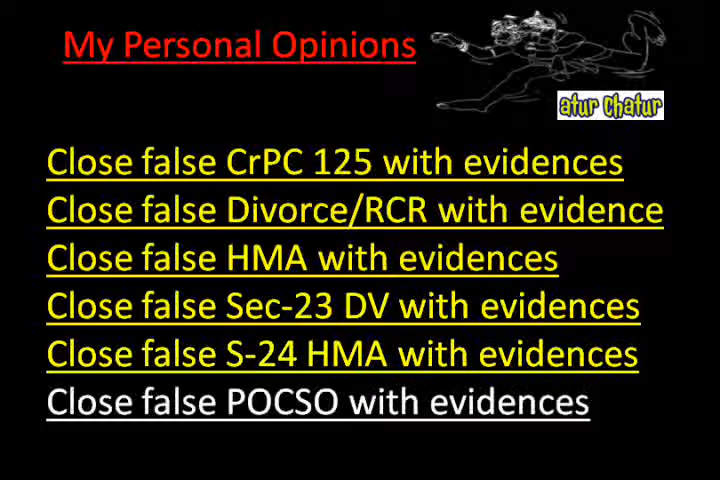 My Personal Opinions
atur chatur
Close false CrPC 125 with evidences
Close false Divorce/RCR with evidence
Close false HMA with evidences
Close false Sec-23 DV with evidences
Close false S-24 HMA with evidences
Close false POCSO with evidences